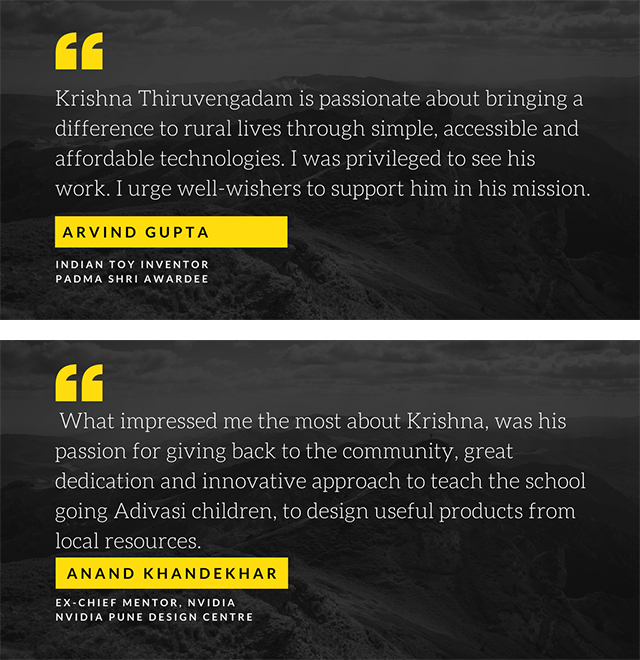 ❝
Krishna Thiruvengadam is passionate about bringing a
difference to rural lives through simple, accessible and
affordable technologies. I was privileged to see his
work. I urge well-wishers to support him in his mission.
ARVIND GUPTA
INDIAN TOY INVENTOR
PADMA SHRI AWARDEE
❝
What impressed me the most about Krishna, was his
passion for giving back to the community, great
dedication and innovative approach to teach the school
going Adivasi children, to design useful products from
local resources.
ANAND KHANDEKHAR
EX-CHIEF MENTOR, NVIDIA
NVIDIA PUNE DESIGN CENTRE